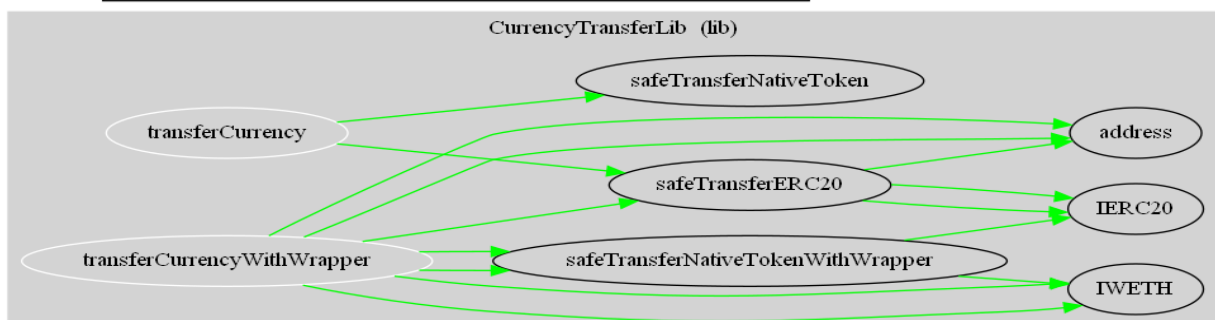 CurrencyTransferLib (lib)
safeTransferNativeToken
transferCurrency
address
safeTransferERC20
IERC20
transferCurrencyWithWrapper
safeTransferNativeTokenWithWrapper
IWETH